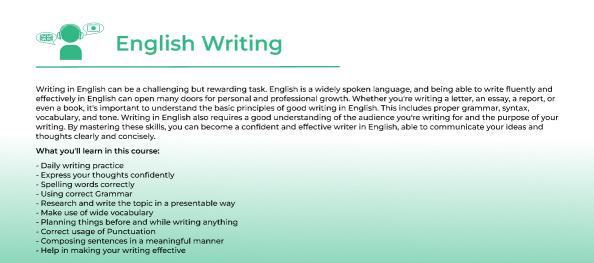 English Writing
Writing in English can be a challenging but rewarding task. English is a widely spoken language, and being able to write fluently and
effectively in English can open many doors for personal and professional growth. Whether you're writing a letter, an essay, a report, or
even a book, it's important to understand the basic principles of good writing in English. This includes proper grammar, syntax,
vocabulary, and tone. Writing in English also requires a good understanding of the audience you're writing for and the purpose of your
writing. By mastering these skills, you can become a confident and effective writer in English, able to communicate your ideas and
thoughts clearly and concisely.
What you'll learn in this course:
- Daily writing practice
- Express your thoughts confidently
- Spelling words correctly
- Using correct Grammar
- Research and write the topic in a presentable way
- Make use of wide vocabulary
- Planning things before and while writing anything
- Correct usage of Punctuation
- Composing sentences in a meaningful manner
- Help in making your writing effective